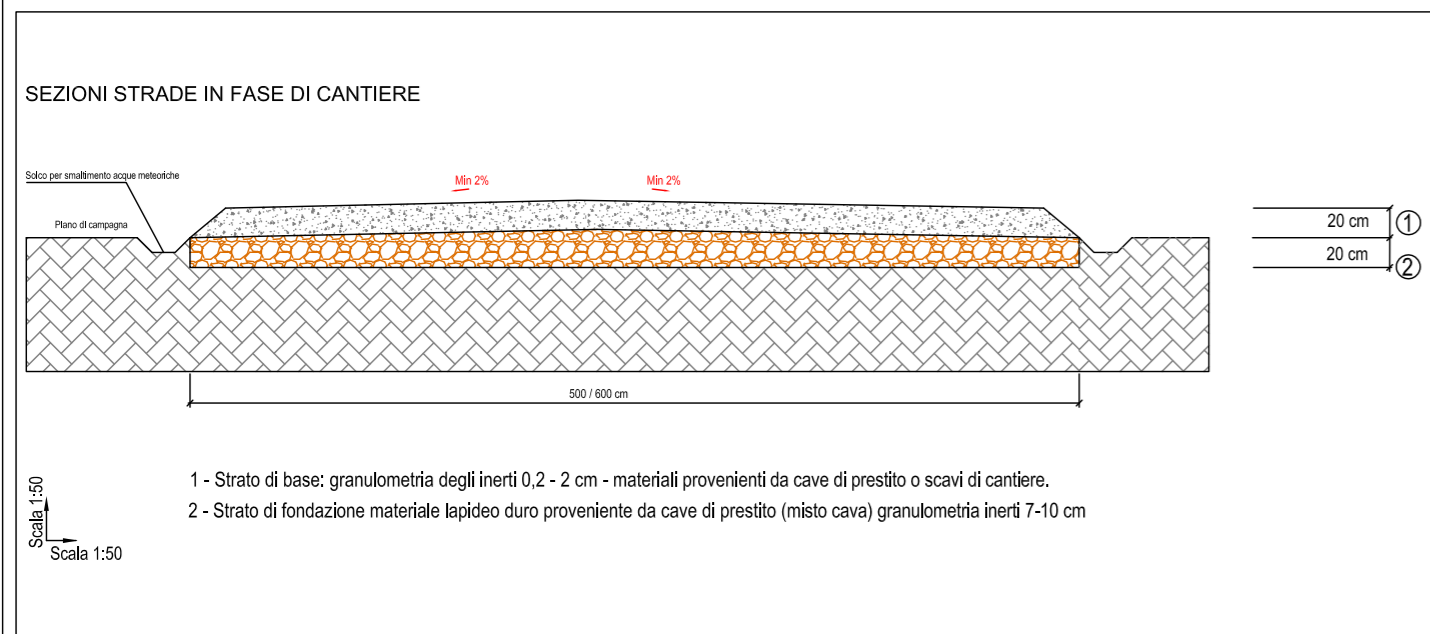 SEZIONI STRADE IN FASE DI CANTIERE
Solco per smaltimento acque meteoriche
Min 2%
Min 2%
Plano di campagna
20 cm
1
20 cm
2
500 / 600 cm
1 - Strato di base: granulometria degli inerti 0,2 - 2 cm - materiali provenienti da cave di prestito o scavi di cantiere.
2 - Strato di fondazione materiale lapideo duro proveniente da cave di prestito (misto cava) granulometria inerti 7-10 cm
Scala 1:50
Scala 1:50